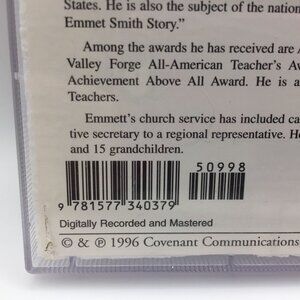 States. He is also the subject of the nation
Emmet Smith Story."
Among the awards he has received are
Valley Forge All-American Teacher's
Achievement Above All Award. He is a
Teachers.
Emmett's church service has included
tive secretary to a regional representative.
and 15 grandchildren.
50998
9 781577 340379
Digitally Recorded and Mastered
© & ℗ 1996 Covenant Communications